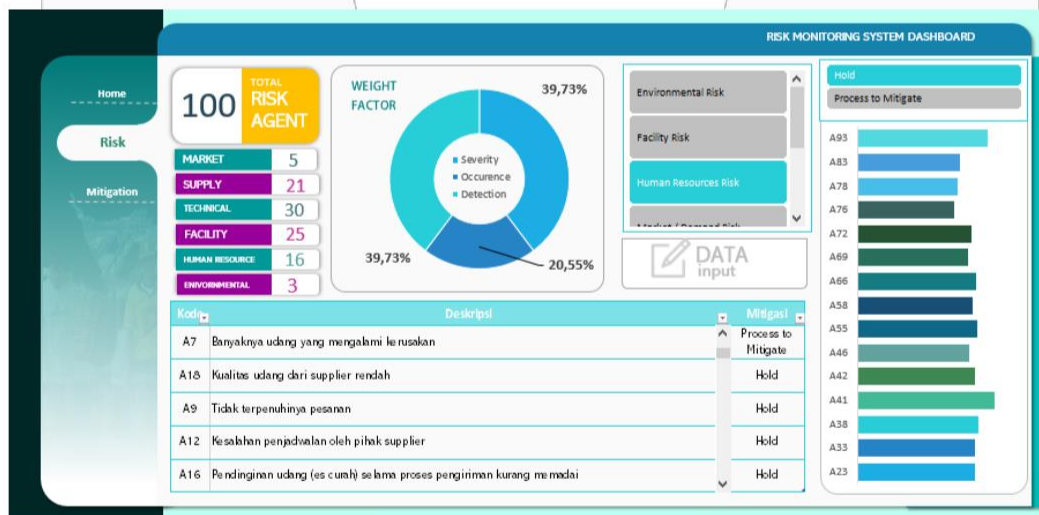 RISK MONITORING SYSTEM DASHBOARD
Home
Risk
Mitigation
100
TOTAL
RISK
AGENT
MARKET 5
SUPPLY 21
TECHNICAL 30
FACILITY 25
HUMAN RESOURCE 16
ENIVORNMENTAL 3
WEIGHT
FACTOR
39,73%
Severity
Occurence
Detection
39,73%
20,55%
Environmental Risk
Facility Risk
Human Resources Risk
Market / Demand Risk
DATA
input
Hold
Process to Mitigate
A93
A83
A78
A76
A72
A69
A66
A58
A55
A46
A42
A41
A38
A33
A23
Kode Deskripsi Mitigasi
A7 Banyaknya udang yang mengalami kerusakan Process to
Mitigate
A18 Kualitas udang dari supplier rendah Hold
A9 Tidak terpenuhinya pesanan Hold
A12 Kesalahan penjadwalan oleh pihak supplier Hold
A16 Pendinginan udang (es curah) selama proses pengiriman kurang memadai Hold